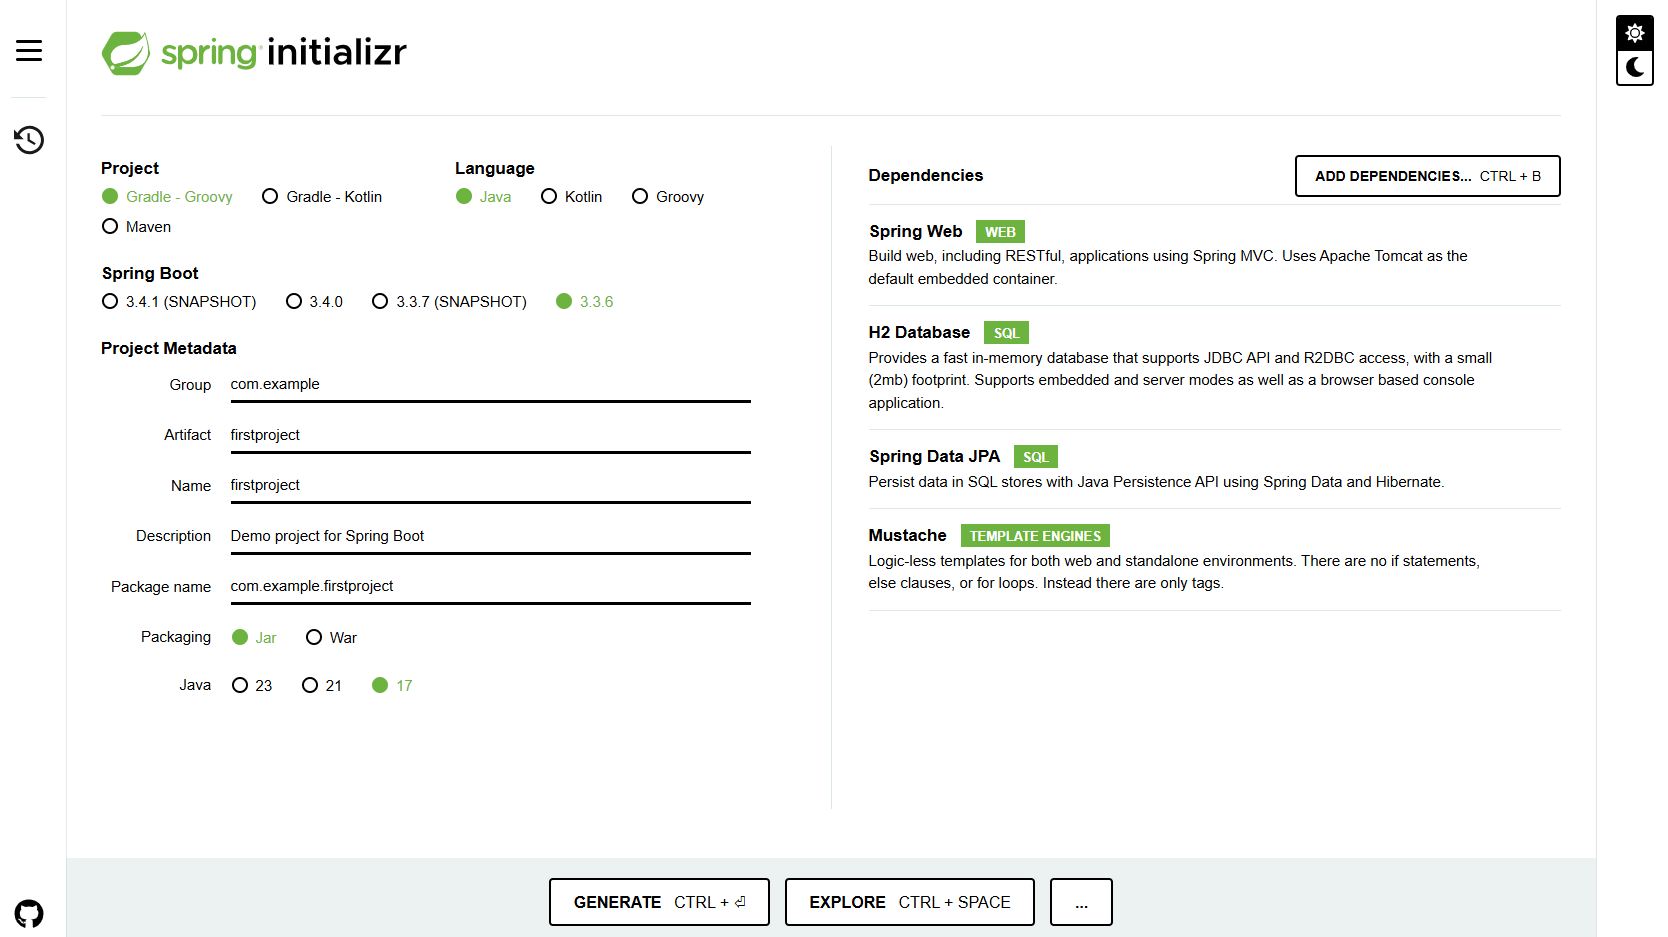 spring initializr
Project
Gradle - Groovy
Gradle - Kotlin
Maven
Language
Java
Kotlin
Groovy
Spring Boot
3.4.1 (SNAPSHOT)
3.4.0
3.3.7 (SNAPSHOT)
3.3.6
Project Metadata
Group
com.example
Artifact
firstproject
Name
firstproject
Description
Demo project for Spring Boot
Package name
com.example.firstproject
Packaging
Jar
War
Java
23
21
17
Dependencies
ADD DEPENDENCIES... CTRL + B
Spring Web WEB
Build web, including RESTful, applications using Spring MVC. Uses Apache Tomcat as the
default embedded container.
H2 Database SQL
Provides a fast in-memory database that supports JDBC API and R2DBC access, with a small
(2mb) footprint. Supports embedded and server modes as well as a browser based console
application.
Spring Data JPA SQL
Persist data in SQL stores with Java Persistence API using Spring Data and Hibernate.
Mustache TEMPLATE ENGINES
Logic-less templates for both web and standalone environments. There are no if statements,
else clauses, or for loops. Instead there are only tags.
GENERATE CTRL + ⏎
EXPLORE CTRL + SPACE
...